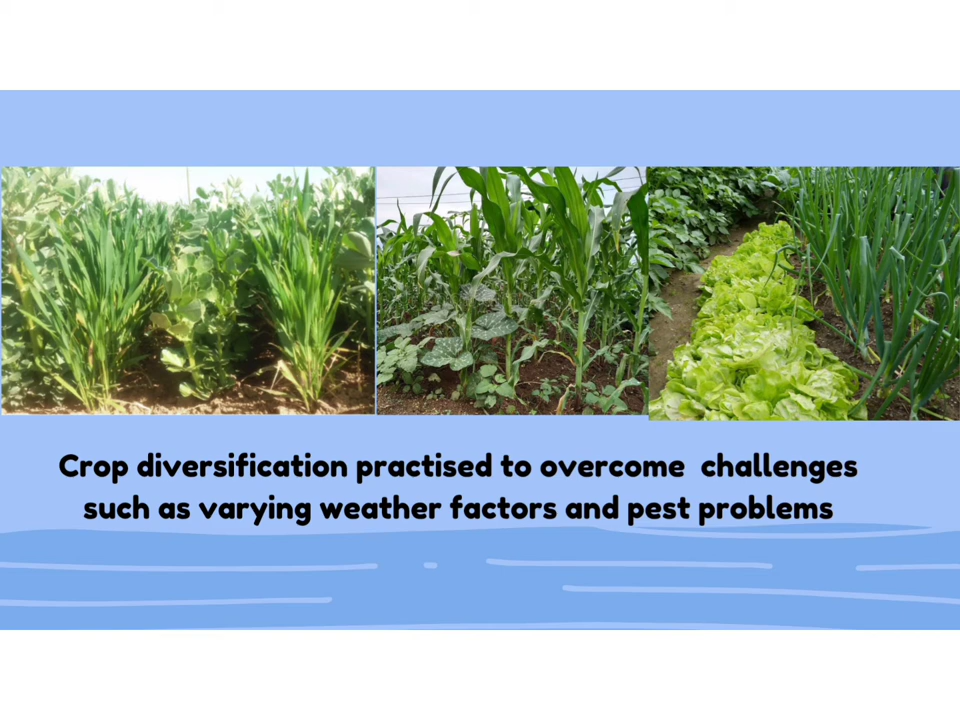 Crop diversification practised to overcome  challenges
such as varying weather factors and pest problems